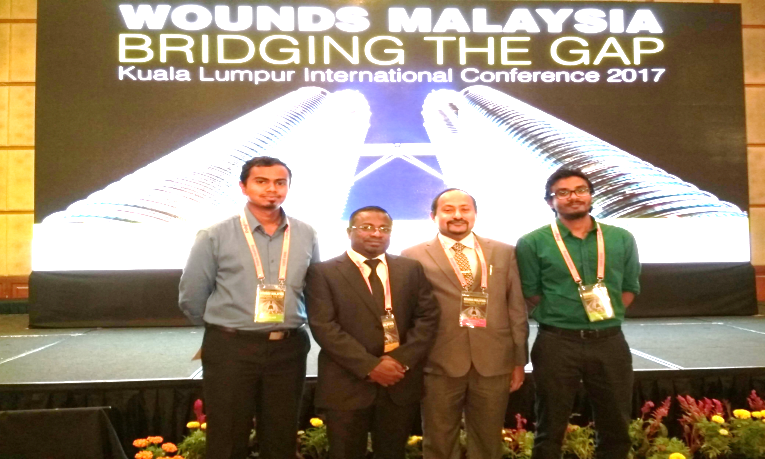 WOUNDS MALAYSIA
BRIDGING THE GAP
Kuala Lumpur International Conference 2017